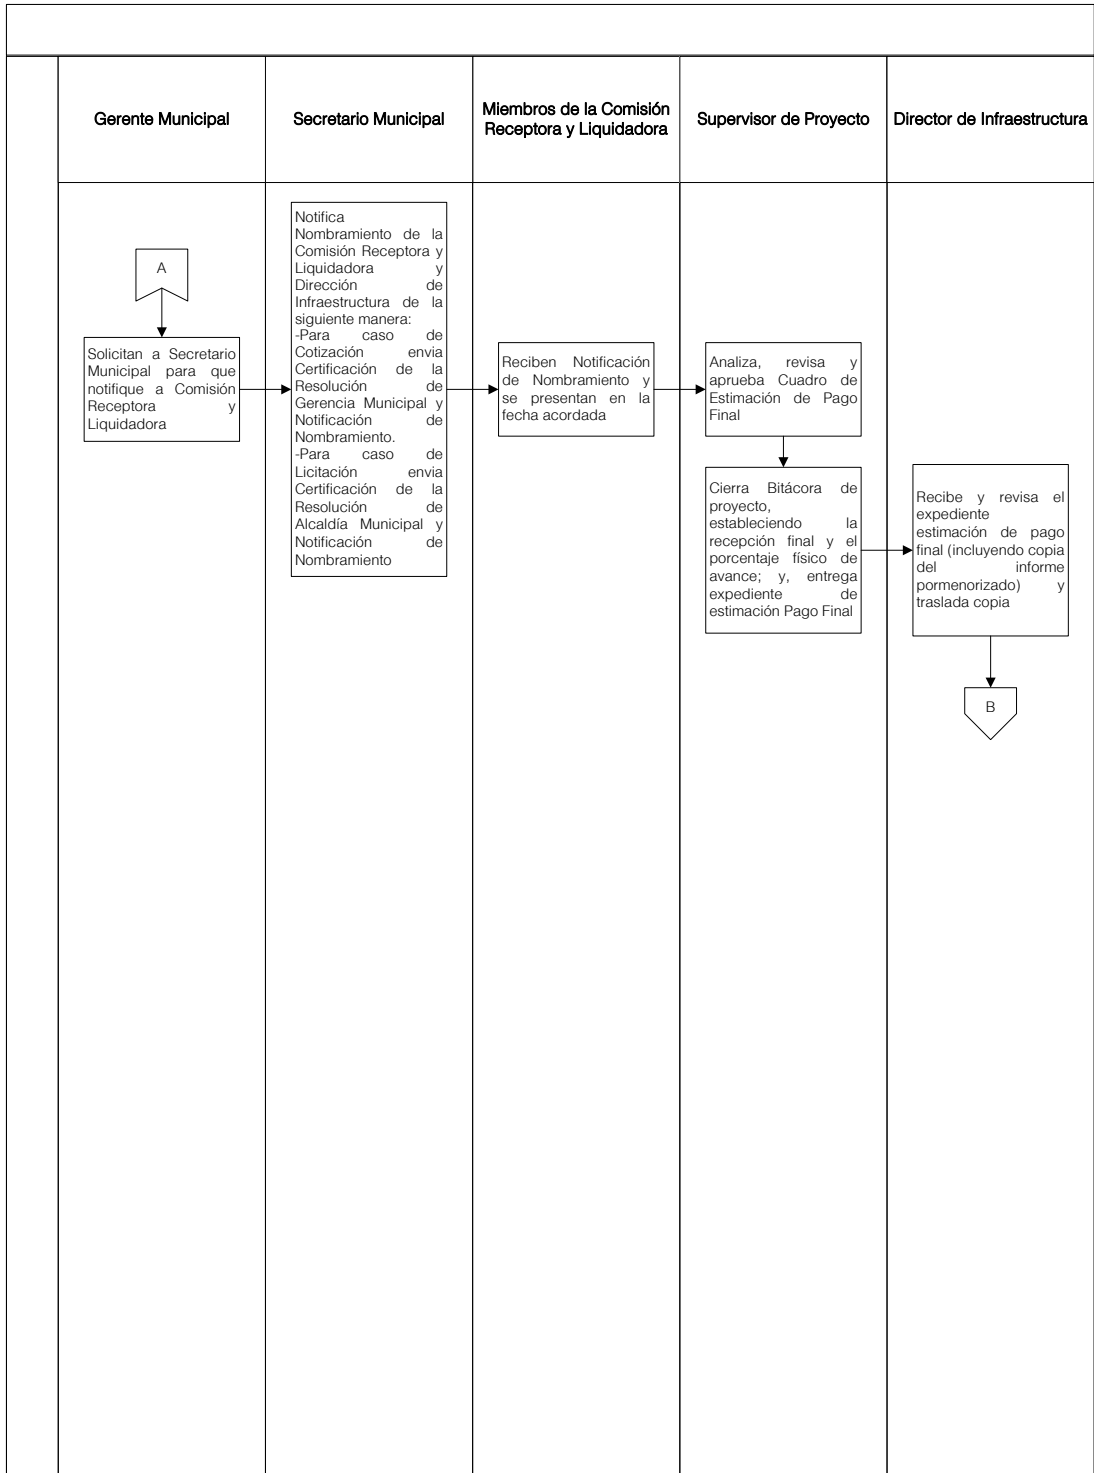 Gerente Municipal
Secretario Municipal
Miembros de la Comisión
Receptora y Liquidadora
Supervisor de Proyecto
Director de Infraestructura
A
Solicitan a Secretario
Municipal para que
notifique a Comisión
Receptora y
Liquidadora
Notifica
Nombramiento de la
Comisión Receptora y
Liquidadora y
Dirección de
Infraestructura de la
siguiente manera:
-Para caso de
Cotización envia
Certificación de la
Resolución de
Gerencia Municipal y
Notificación de
Nombramiento.
-Para caso de
Licitación envia
Certificación de la
Resolución de
Alcaldía Municipal y
Notificación de
Nombramiento
Reciben Notificación
de Nombramiento y
se presentan en la
fecha acordada
Analiza, revisa y
aprueba Cuadro de
Estimación de Pago
Final
Cierra Bitácora de
proyecto,
estableciendo la
recepción final y el
porcentaje físico de
avance; y, entrega
expediente de
estimación Pago Final
Recibe y revisa el
expediente
estimación de pago
final (incluyendo copia
del informe
pormenorizado) y
traslada copia
B